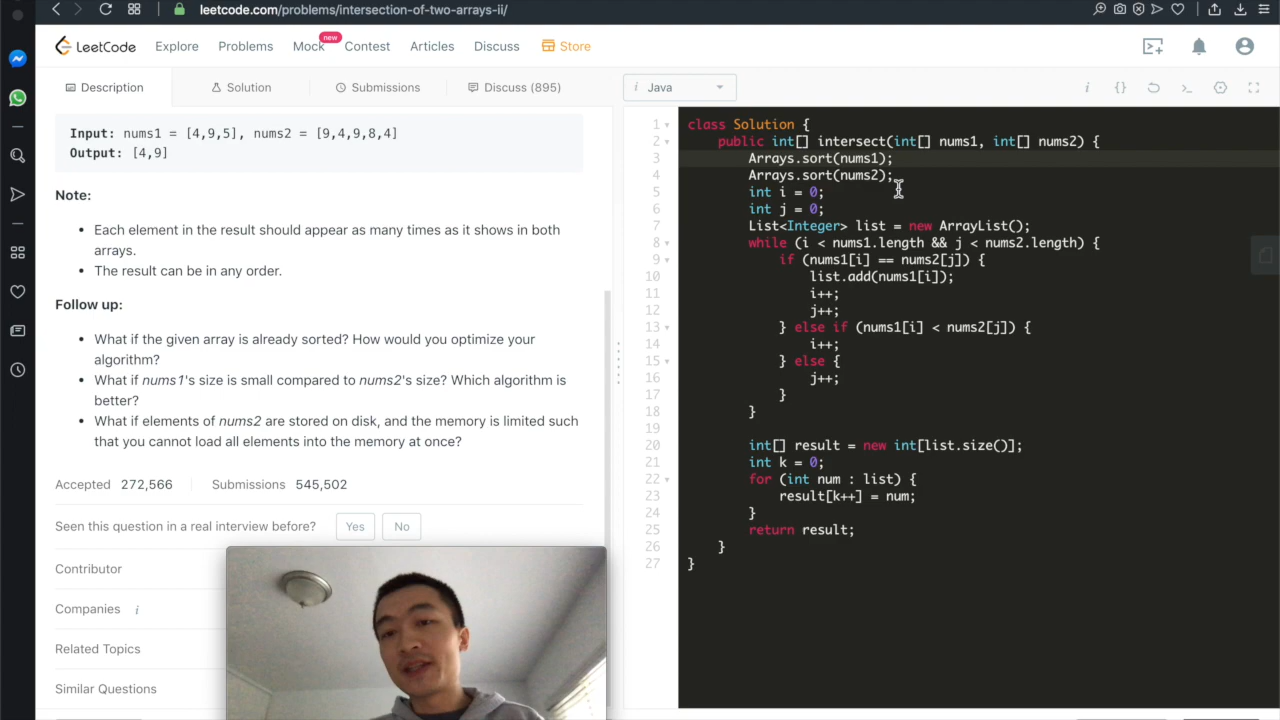 leetcode.com/problems/intersection-of-two-arrays-ii/
LeetCode Explore Problems Mock new Contest Articles Discuss Store
Description Solution Submissions Discuss (895)
i Java
Input: nums1 = [4,9,5], nums2 = [9,4,9,8,4]
Output: [4,9]
Note:
• Each element in the result should appear as many times as it shows in both
arrays.
• The result can be in any order.
Follow up:
• What if the given array is already sorted? How would you optimize your
algorithm?
• What if nums1's size is small compared to nums2's size? Which algorithm is
better?
• What if elements of nums2 are stored on disk, and the memory is limited such
that you cannot load all elements into the memory at once?
Accepted 272,566 Submissions 545,502
Seen this question in a real interview before? Yes No
Contributor
Companies i
Related Topics
Similar Questions
1 class Solution {
2 public int[] intersect(int[] nums1, int[] nums2) {
3 Arrays.sort(nums1);
4 Arrays.sort(nums2);
5 int i = 0;
6 int j = 0;
7 List<Integer> list = new ArrayList();
8 while (i < nums1.length && j < nums2.length) {
9 if (nums1[i] == nums2[j]) {
10 list.add(nums1[i]);
11 i++;
12 j++;
13 } else if (nums1[i] < nums2[j]) {
14 i++;
15 } else {
16 j++;
17 }
18 }
19
20 int[] result = new int[list.size()];
21 int k = 0;
22 for (int num : list) {
23 result[k++] = num;
24 }
25 return result;
26 }
27 }